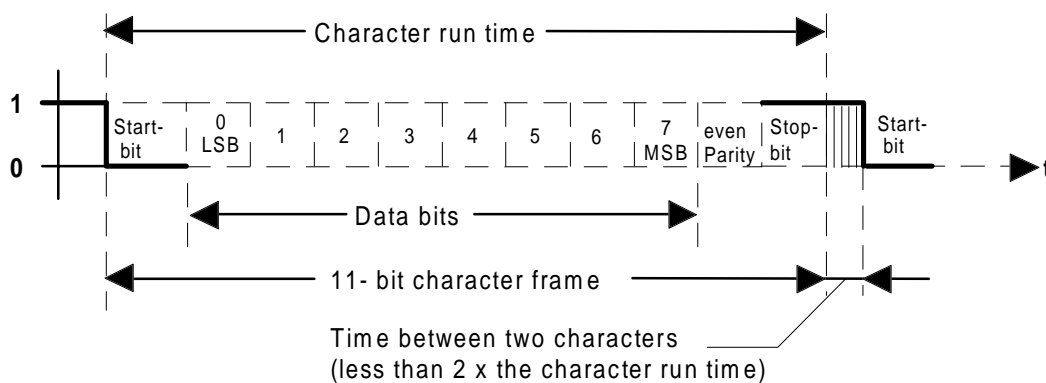 Character run time
1
0
Start-
bit
0
LSB
1
2
3
4
5
6
7
MSB
even
Parity
Stop-
bit
Start-
bit
t
Data bits
11- bit character frame
Time between two characters
(less than 2 x the character run time)